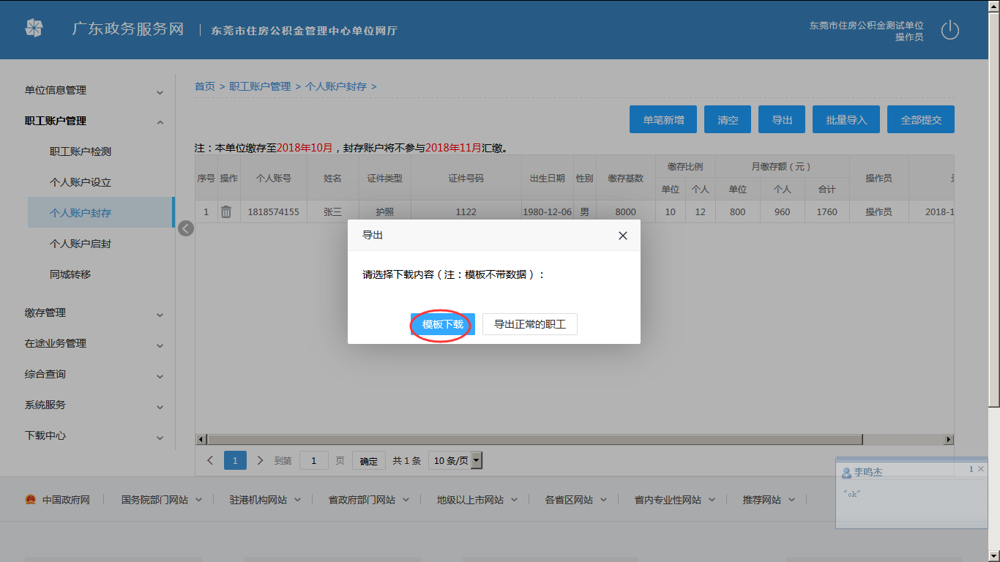 广东政务服务网 | 东莞市住房公积金管理中心单位网厅
东莞市住房公积金测试单位
操作员
单位信息管理
职工账户管理
职工账户检测
个人账户设立
个人账户封存
个人账户启封
同城转移
缴存管理
在途业务管理
综合查询
系统服务
下载中心
首页 > 职工账户管理 > 个人账户封存 >
单笔新增 清空 导出 批量导入 全部提交
注：本单位缴存至2018年10月，封存账户将不参与2018年11月汇缴。
序号 操作 个人账号 姓名 证件类型 证件号码 出生日期 性别 缴存基数 缴存比例 月缴存额（元） 操作员
单位 个人 单位 个人 合计
1 1818574155 张三 护照 1122 1980-12-06 男 8000 10 12 800 960 1760 操作员 2018-1
导出
请选择下载内容（注：模板不带数据）：
模板下载 导出正常的职工
1 到第 1 页 确定 共 1 条 10 条/页
李鸣杰 1
"ok"
中国政府网 国务院部门网站 驻港机构网站 省政府部门网站 地级以上市网站 各省区网站 省内专业性网站 推荐网站